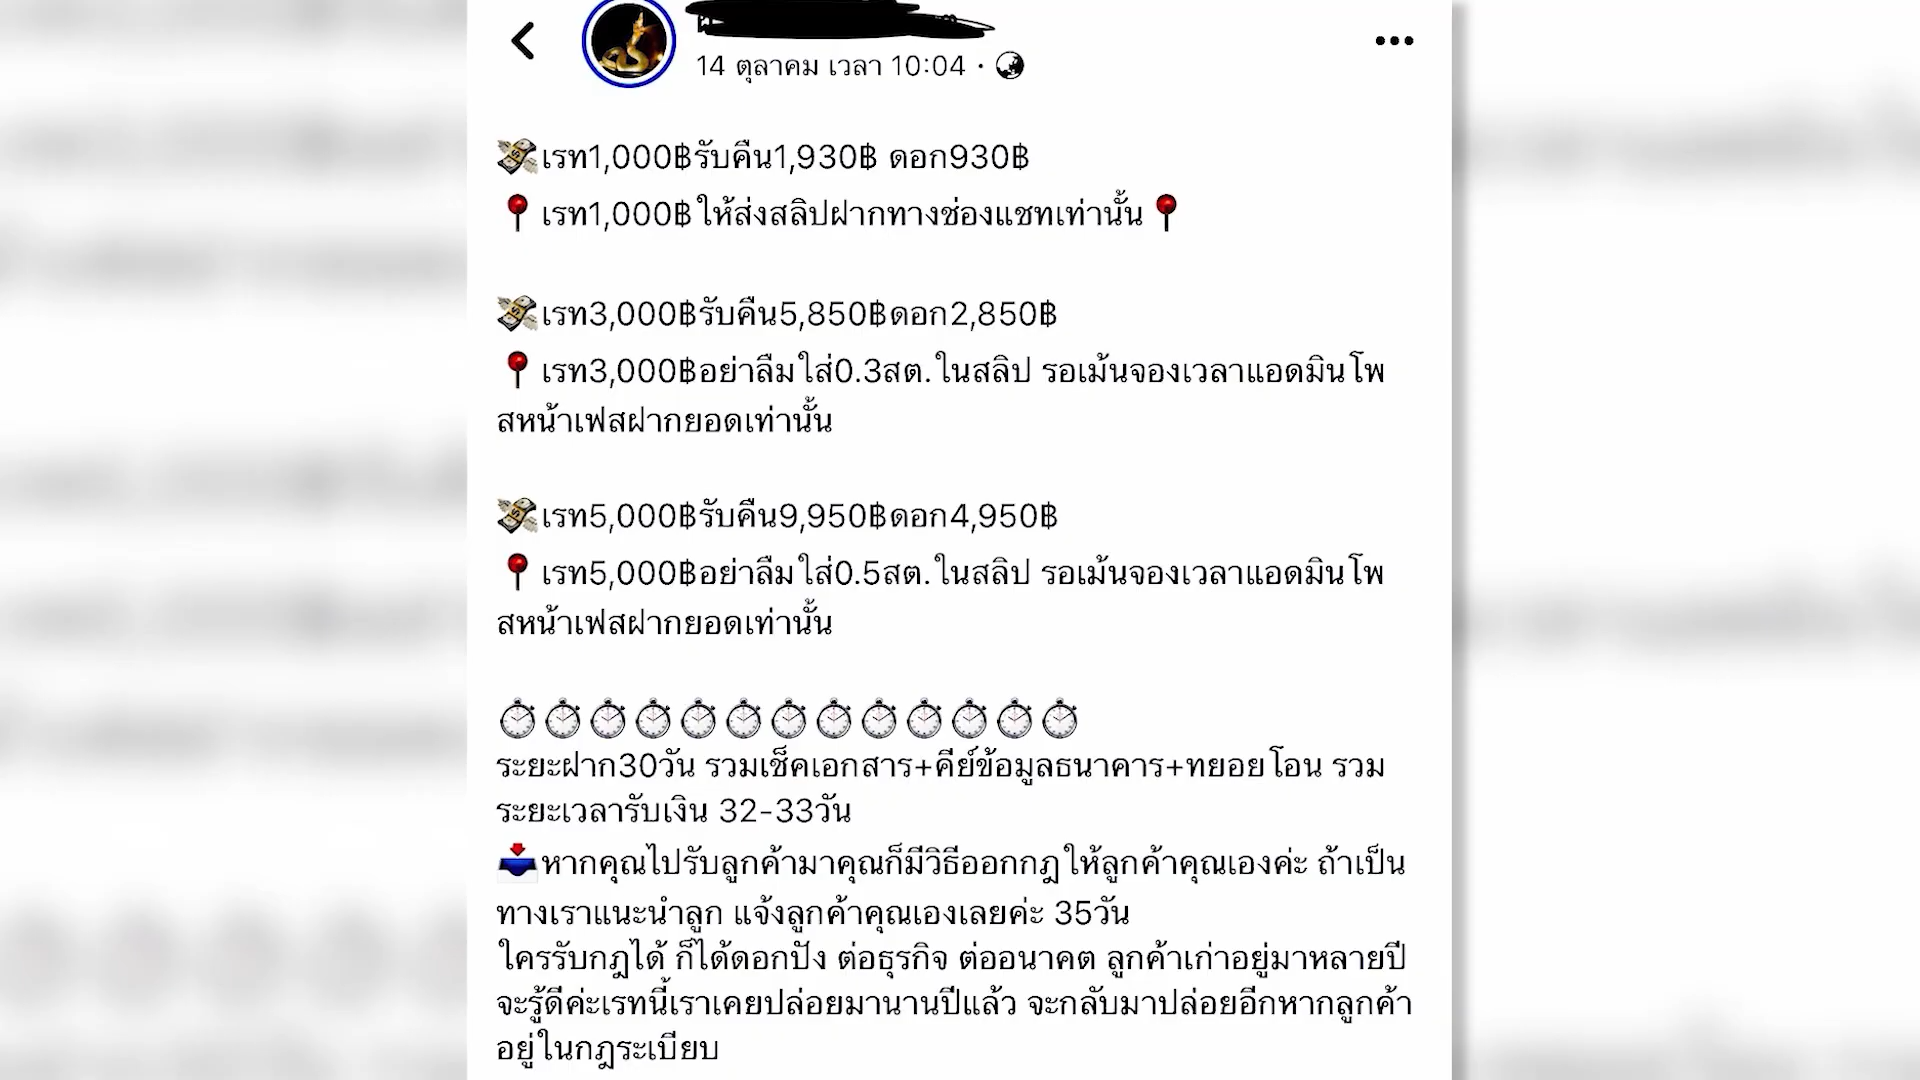 14 ตุลาคม เวลา 10:04 ·
💸เรท1,000฿รับคืน1,930฿ ดอก930฿
📍เรท1,000฿ให้ส่งสลิปฝากทางช่องแชทเท่านั้น📍
💸เรท3,000฿รับคืน5,850฿ดอก2,850฿
📍เรท3,000฿อย่าลืมใส่0.3สต.ในสลิป รอเม้นจองเวลาแอดมินโพ
สหน้าเฟสฝากยอดเท่านั้น
💸เรท5,000฿รับคืน9,950฿ดอก4,950฿
📍เรท5,000฿อย่าลืมใส่0.5สต.ในสลิป รอเม้นจองเวลาแอดมินโพ
สหน้าเฟสฝากยอดเท่านั้น
⏱⏱⏱⏱⏱⏱⏱⏱⏱⏱⏱⏱⏱
ระยะฝาก30วัน รวมเช็คเอกสาร+คีย์ข้อมูลธนาคาร+ทยอยโอน รวม
ระยะเวลารับเงิน 32-33วัน
📥หากคุณไปรับลูกค้ามาคุณก็มีวิธีออกกฎให้ลูกค้าคุณเองค่ะ ถ้าเป็น
ทางเราแนะนำลูก แจ้งลูกค้าคุณเองเลยค่ะ 35วัน
ใครรับกฎได้ ก็ได้ดอกปัง ต่อธุรกิจ ต่ออนาคต ลูกค้าเก่าอยู่มาหลายปี
จะรู้ดีค่ะเรทนี้เราเคยปล่อยมานานปีแล้ว จะกลับมาปล่อยอีกหากลูกค้า
อยู่ในกฎระเบียบ